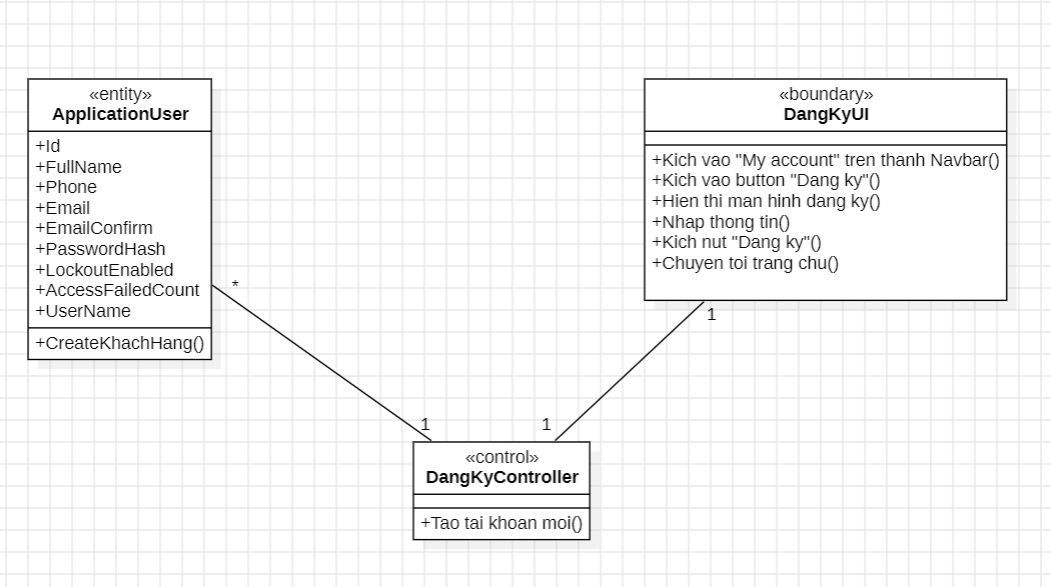 «entity»
ApplicationUser
+Id
+FullName
+Phone
+Email
+EmailConfirm
+PasswordHash
+LockoutEnabled
+AccessFailedCount
+UserName
+CreateKhachHang()
*
1
«boundary»
DangKyUI
+Kich vao "My account" tren thanh Navbar()
+Kich vao button "Dang ky"()
+Hien thi man hinh dang ky()
+Nhap thong tin()
+Kich nut "Dang ky"()
+Chuyen toi trang chu()
1
1
«control»
DangKyController
+Tao tai khoan moi()